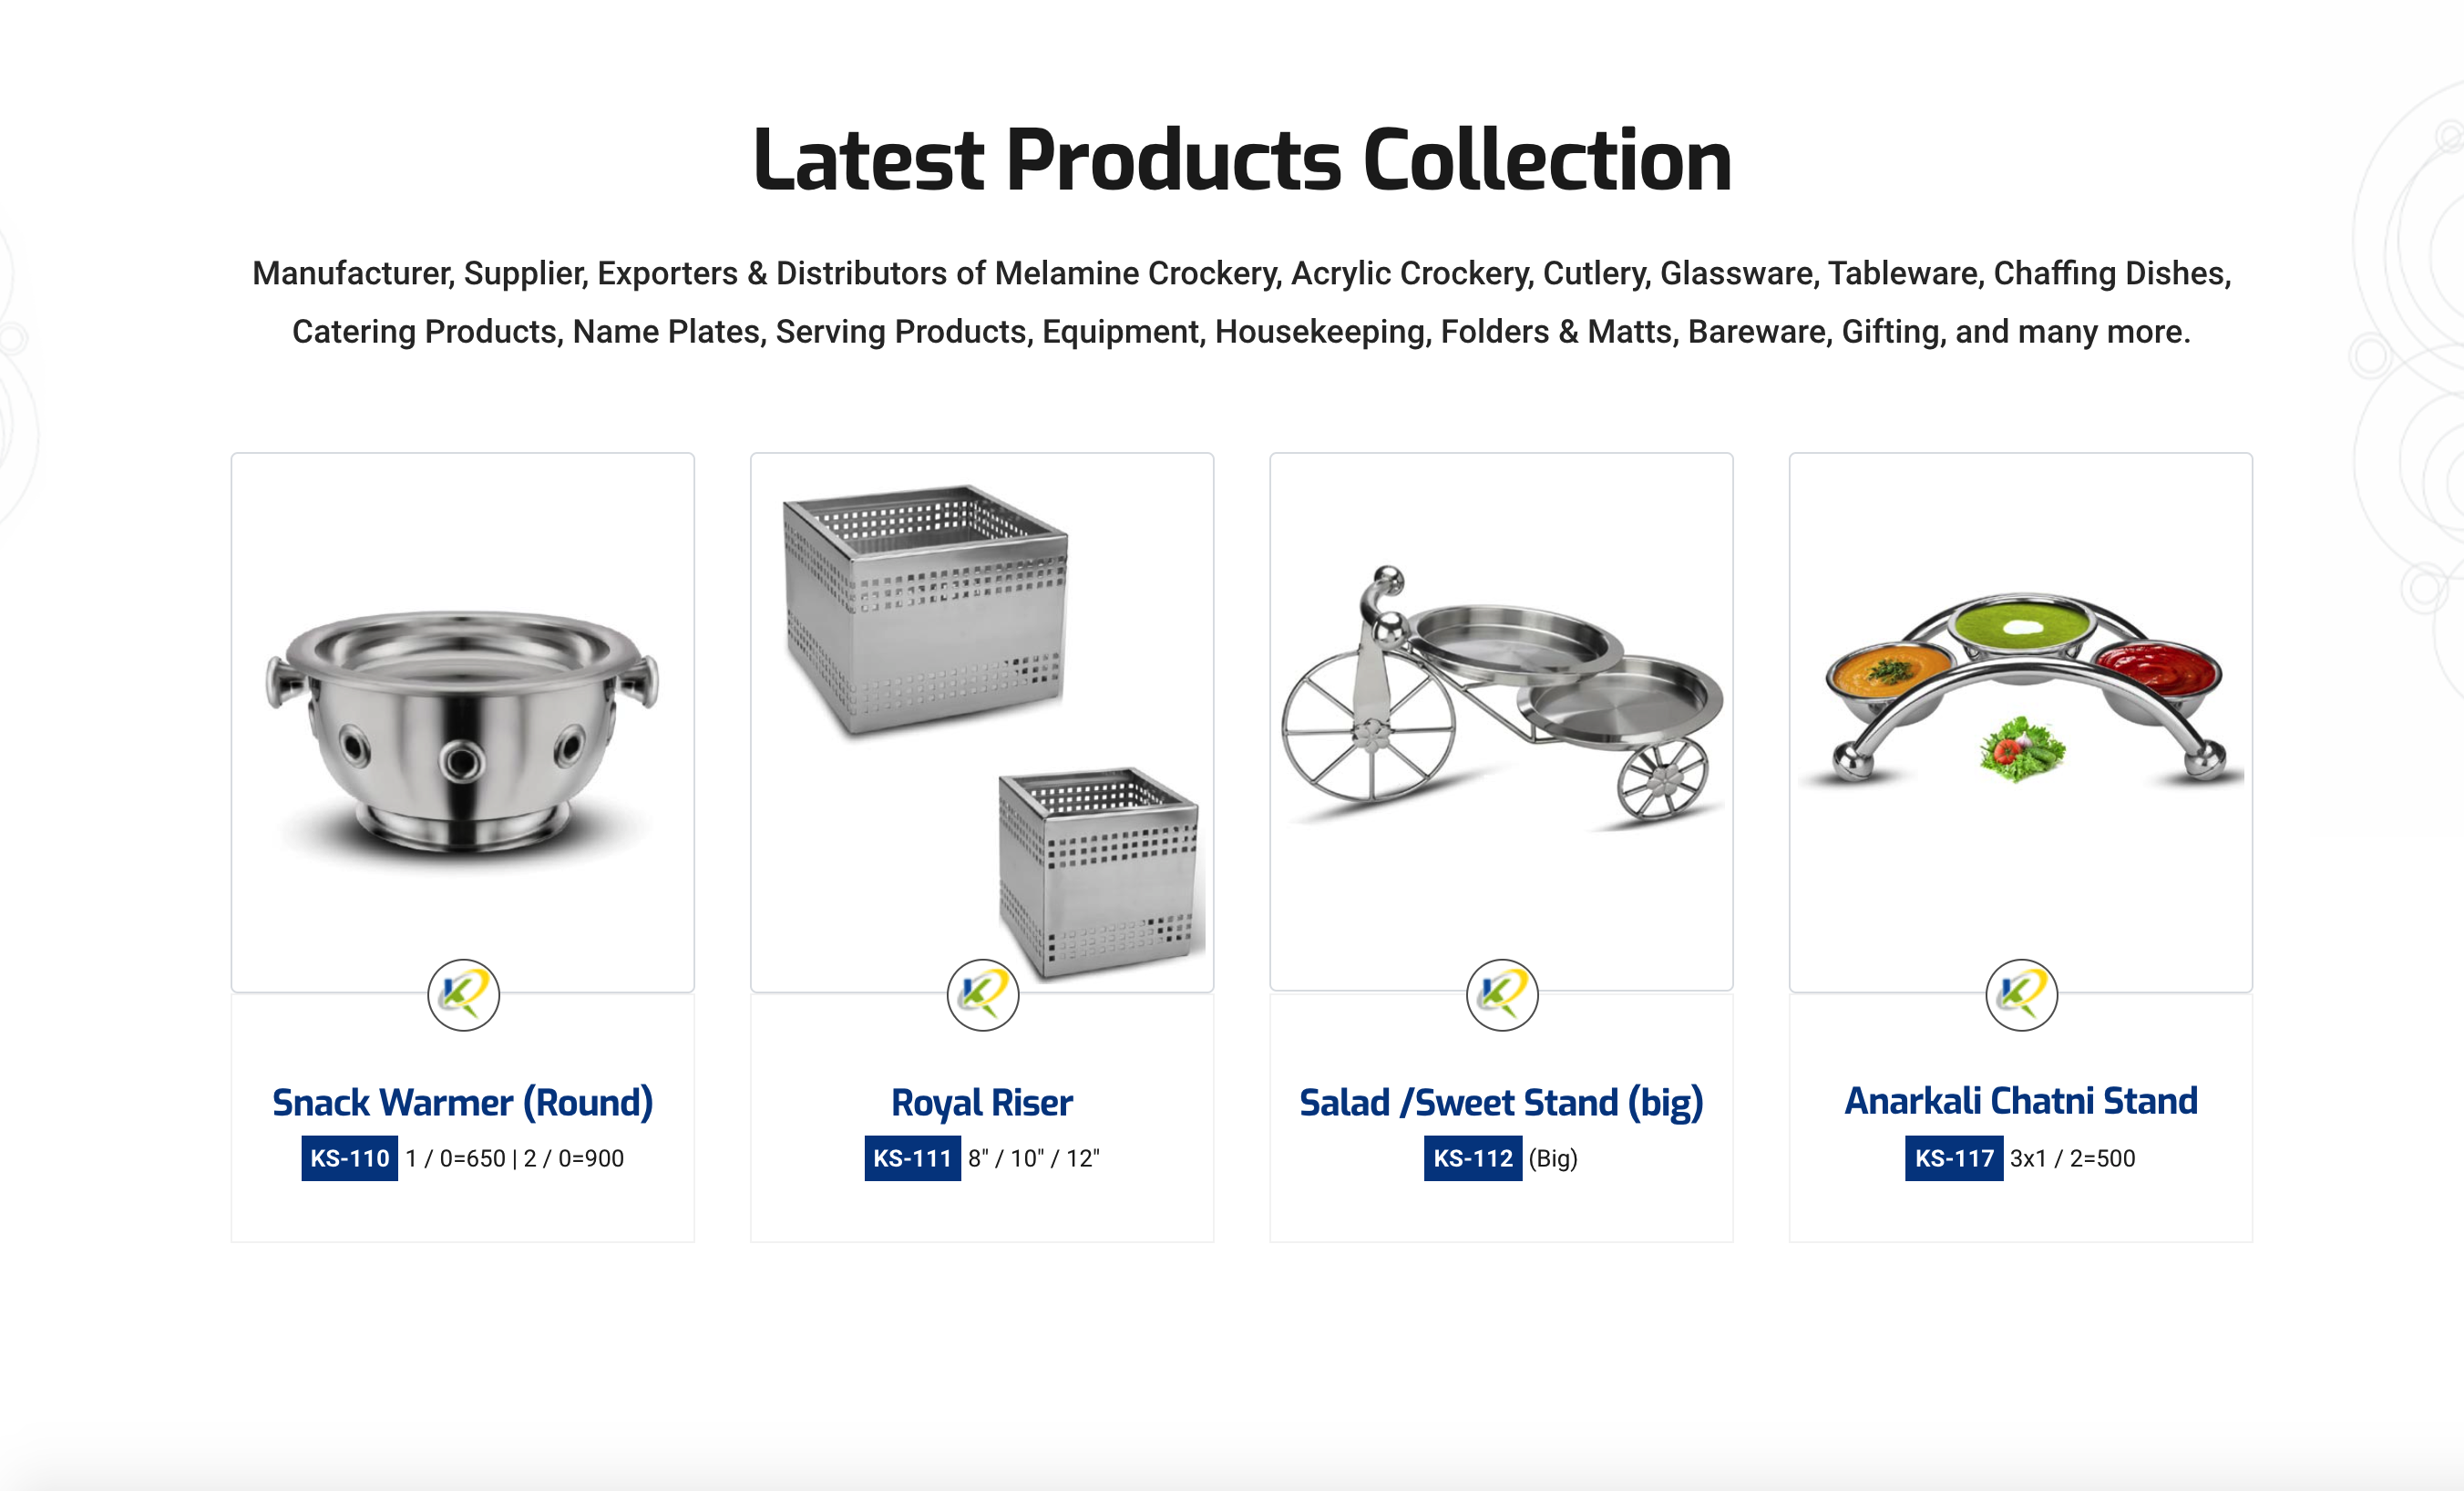 Latest Products Collection
Manufacturer, Supplier, Exporters & Distributors of Melamine Crockery, Acrylic Crockery, Cutlery, Glassware, Tableware, Chaffing Dishes,
Catering Products, Name Plates, Serving Products, Equipment, Housekeeping, Folders & Matts, Bareware, Gifting, and many more.
Snack Warmer (Round)
KS-110 1 / 0=650 | 2 / 0=900
Royal Riser
KS-111 8" / 10" / 12"
Salad /Sweet Stand (big)
KS-112 (Big)
Anarkali Chatni Stand
KS-117 3x1 / 2=500